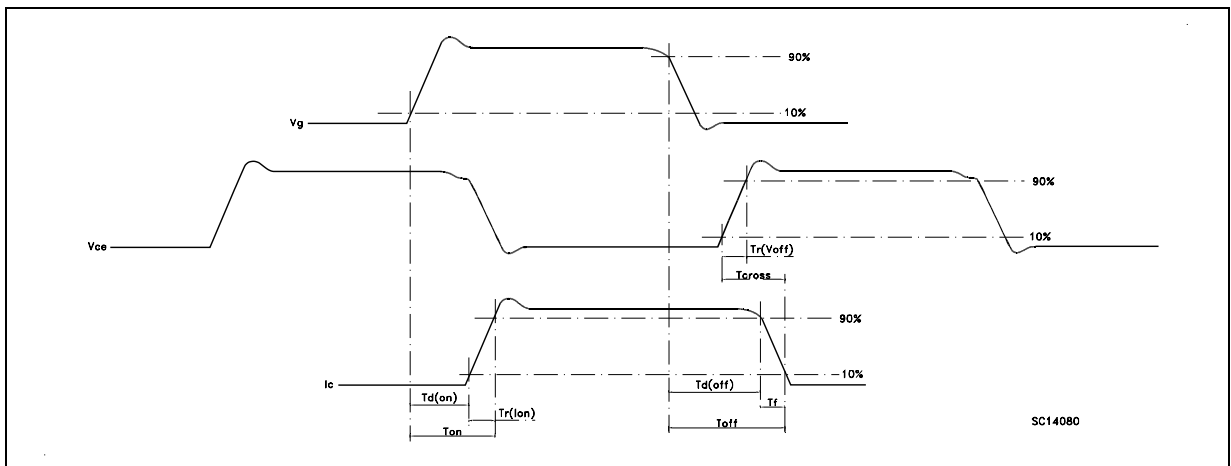 90%
10%
Vg
90%
Vce
10%
Tr(Voff)
Tcross
90%
10%
Ic
Td(on)
Td(off)
Tf
Tr(Ion)
Ton
Toff
SC14080